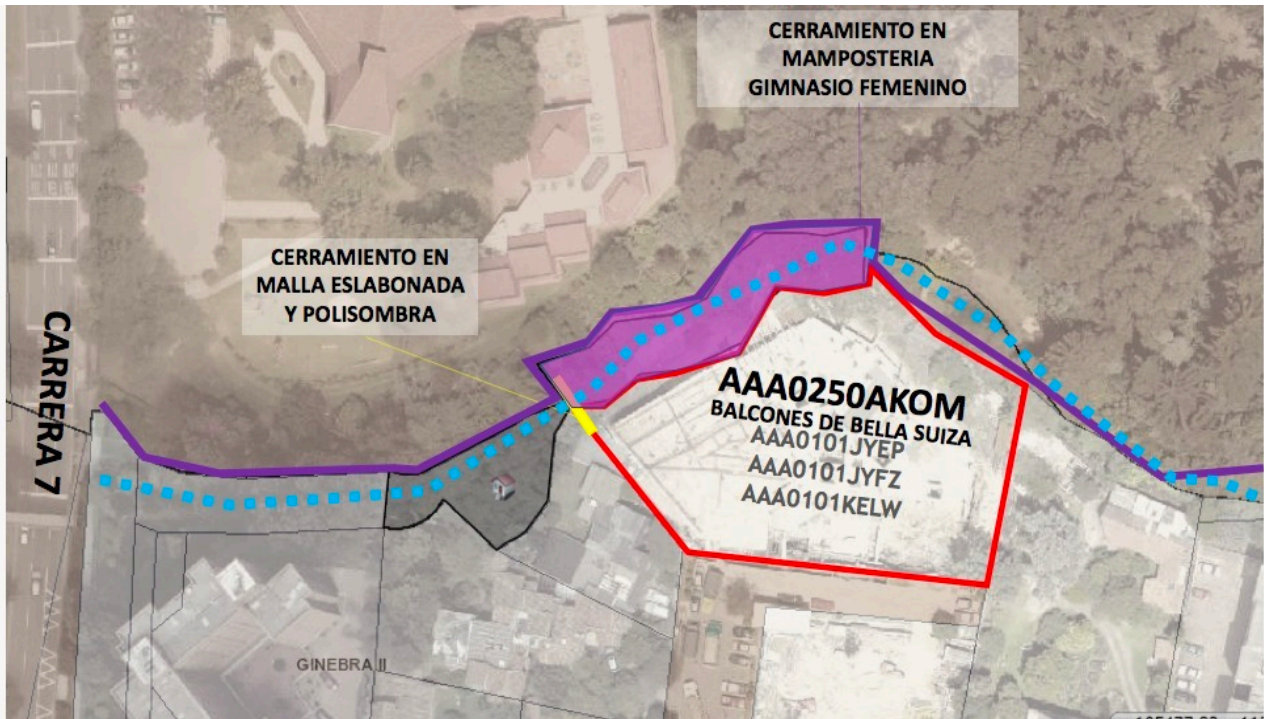 CERRAMIENTO EN
MAMPOSTERIA
GIMNASIO FEMENINO
CERRAMIENTO EN
MALLA ESLABONADA
Y POLISOMBRA
CARRERA 7
AAA0250AKOM
BALCONES DE BELLA SUIZA
AAA0101JYEP
AAA0101JYFZ
AAA0101KELW
GINEBRA II